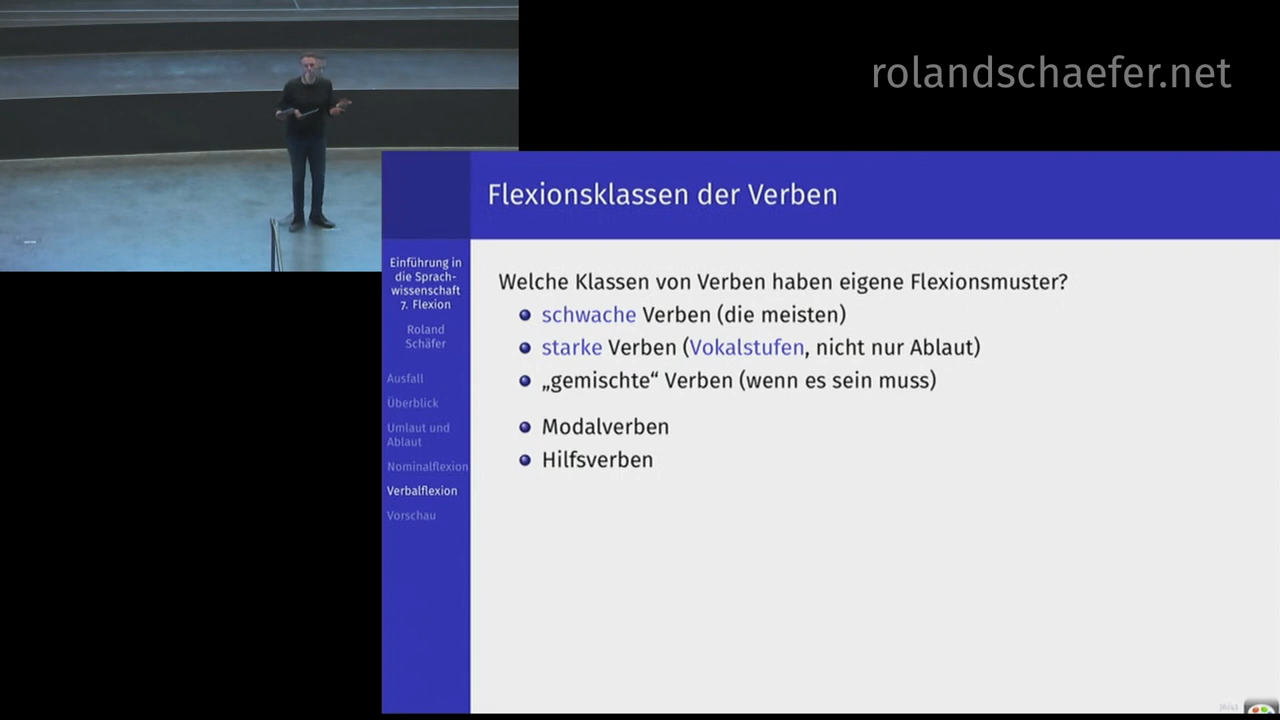 rolandschaefer.net
Flexionsklassen der Verben
Einführung in
die Sprach-
wissenschaft
7. Flexion
Roland
Schäfer
Ausfall
Überblick
Umlaut und
Ablaut
Nominalflexion
Verbalflexion
Vorschau
Welche Klassen von Verben haben eigene Flexionsmuster?
schwache Verben (die meisten)
starke Verben (Vokalstufen, nicht nur Ablaut)
„gemischte“ Verben (wenn es sein muss)
Modalverben
Hilfsverben